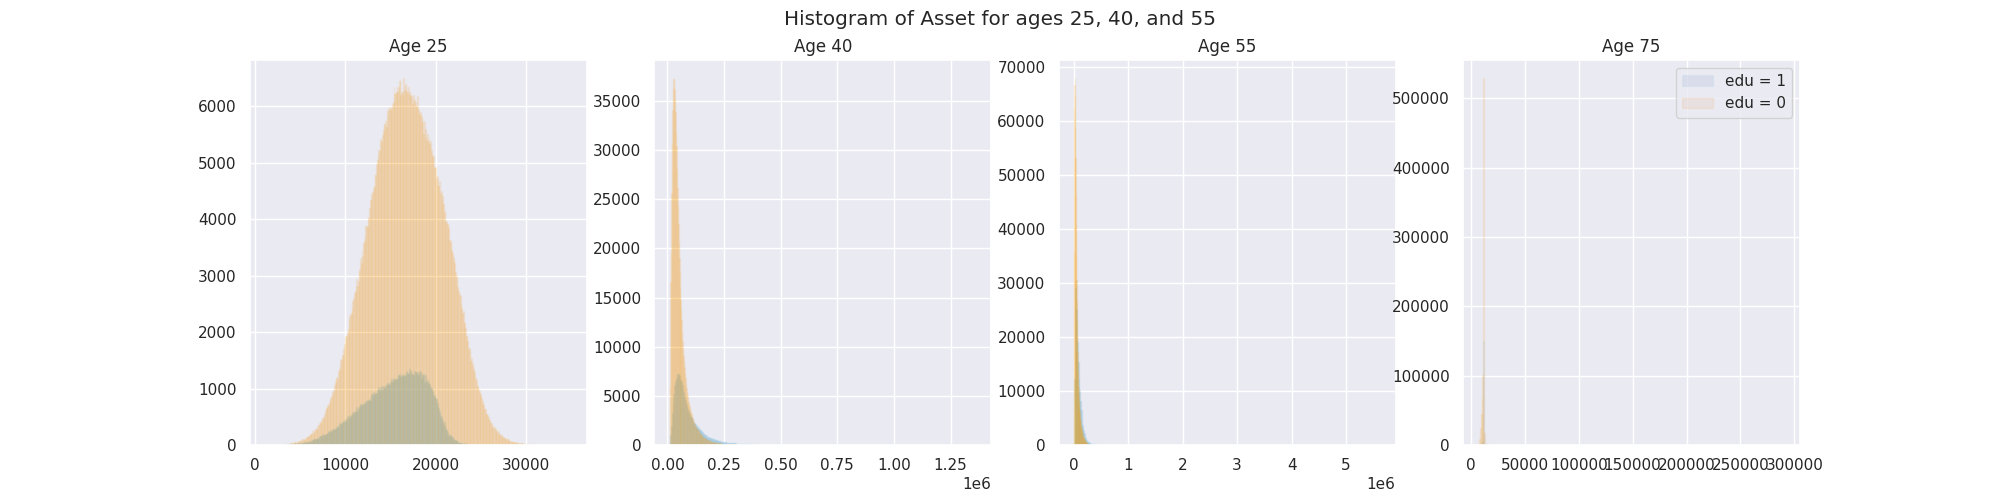 Histogram of Asset for ages 25, 40, and 55
Age 25
6000
5000
4000
3000
2000
1000
0
0 10000 20000 30000
Age 40
35000
30000
25000
20000
15000
10000
5000
0
0.00 0.25 0.50 0.75 1.00 1.25
1e6
Age 55
70000
60000
50000
40000
30000
20000
10000
0
0 1 2 3 4 5
1e6
Age 75
edu = 1
edu = 0
500000
400000
300000
200000
100000
0
0 50000 100000 150000 200000 250000 300000